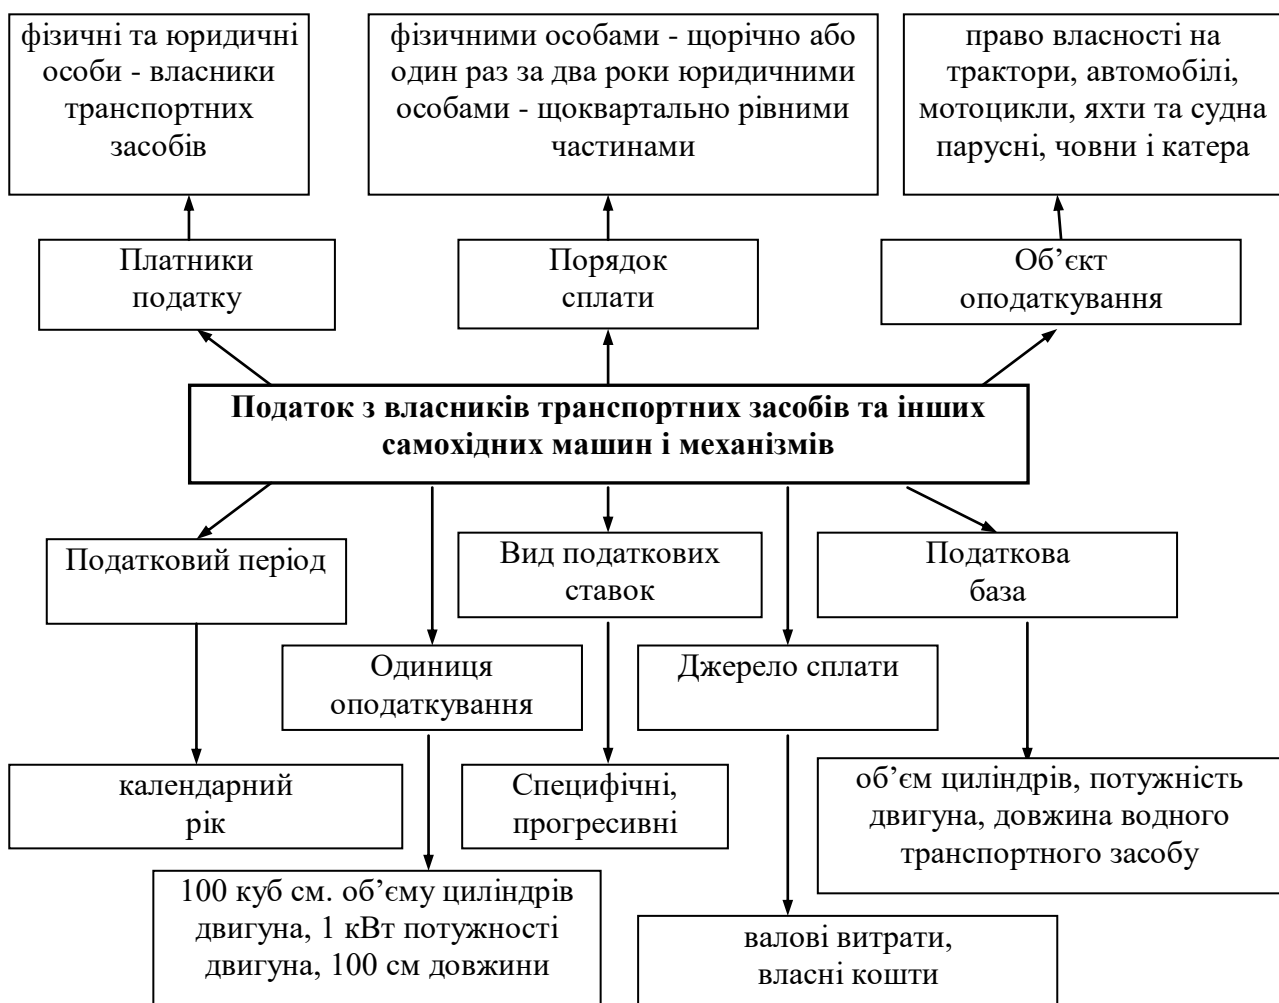 фізичні та юридичні
особи - власники
транспортних
засобів
фізичними особами - щорічно або
один раз за два роки юридичними
особами - щоквартально рівними
частинами
право власності на
трактори, автомобілі,
мотоцикли, яхти та судна
парусні, човни і катера
Платники
податку
Порядок
сплати
Об’єкт
оподаткування
Податок з власників транспортних засобів та інших
самохідних машин і механізмів
Податковий період
Вид податкових
ставок
Податкова
база
Одиниця
оподаткування
Джерело сплати
календарний
рік
Специфічні,
прогресивні
об’єм циліндрів, потужність
двигуна, довжина водного
транспортного засобу
100 куб см. об’єму циліндрів
двигуна, 1 кВт потужності
двигуна, 100 см довжини
валові витрати,
власні кошти